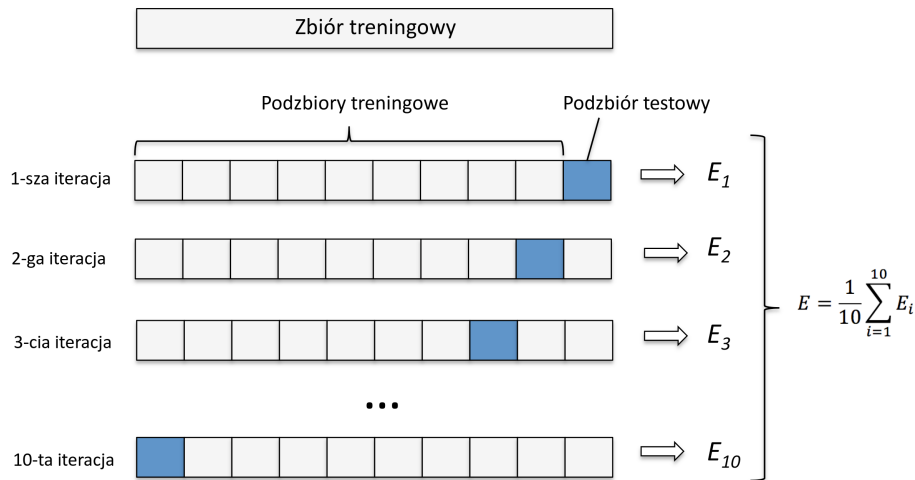 Zbiór treningowy
Podzbiory treningowe
Podzbiór testowy
1-sza iteracja
E₁
2-ga iteracja
E₂
3-cia iteracja
E₃
...
10-ta iteracja
E₁₀
E = 1/10 ∑_{i=1}^{10} E_i